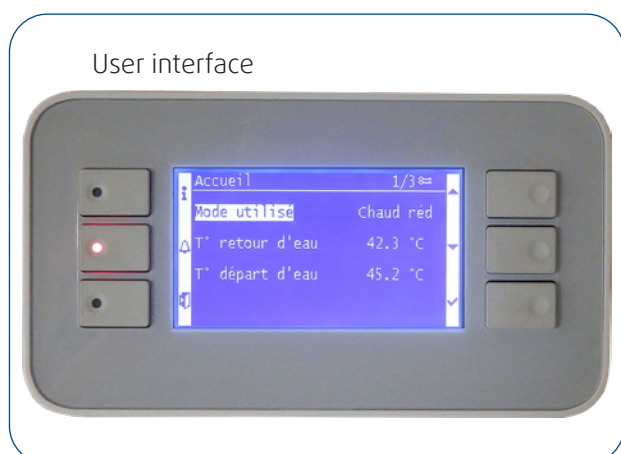 User interface
Accueil 1/3
Mode utilisé Chaud réd
T° retour d'eau 42.3 °C
T° départ d'eau 45.2 °C